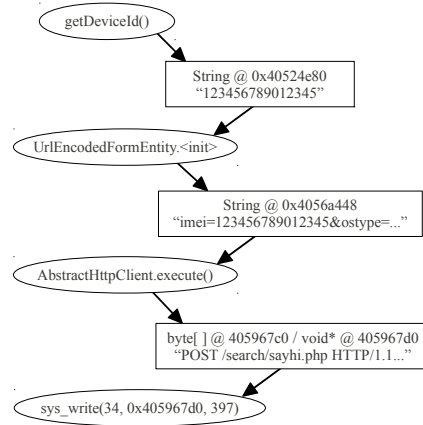 getDeviceId()
String @ 0x40524e80
“123456789012345”
UrlEncodedFormEntity.<init>
String @ 0x4056a448
“imei=123456789012345&ostype=...”
AbstractHttpClient.execute()
byte[ ] @ 405967c0 / void* @ 405967d0
“POST /search/sayhi.php HTTP/1.1...”
sys_write(34, 0x405967d0, 397)